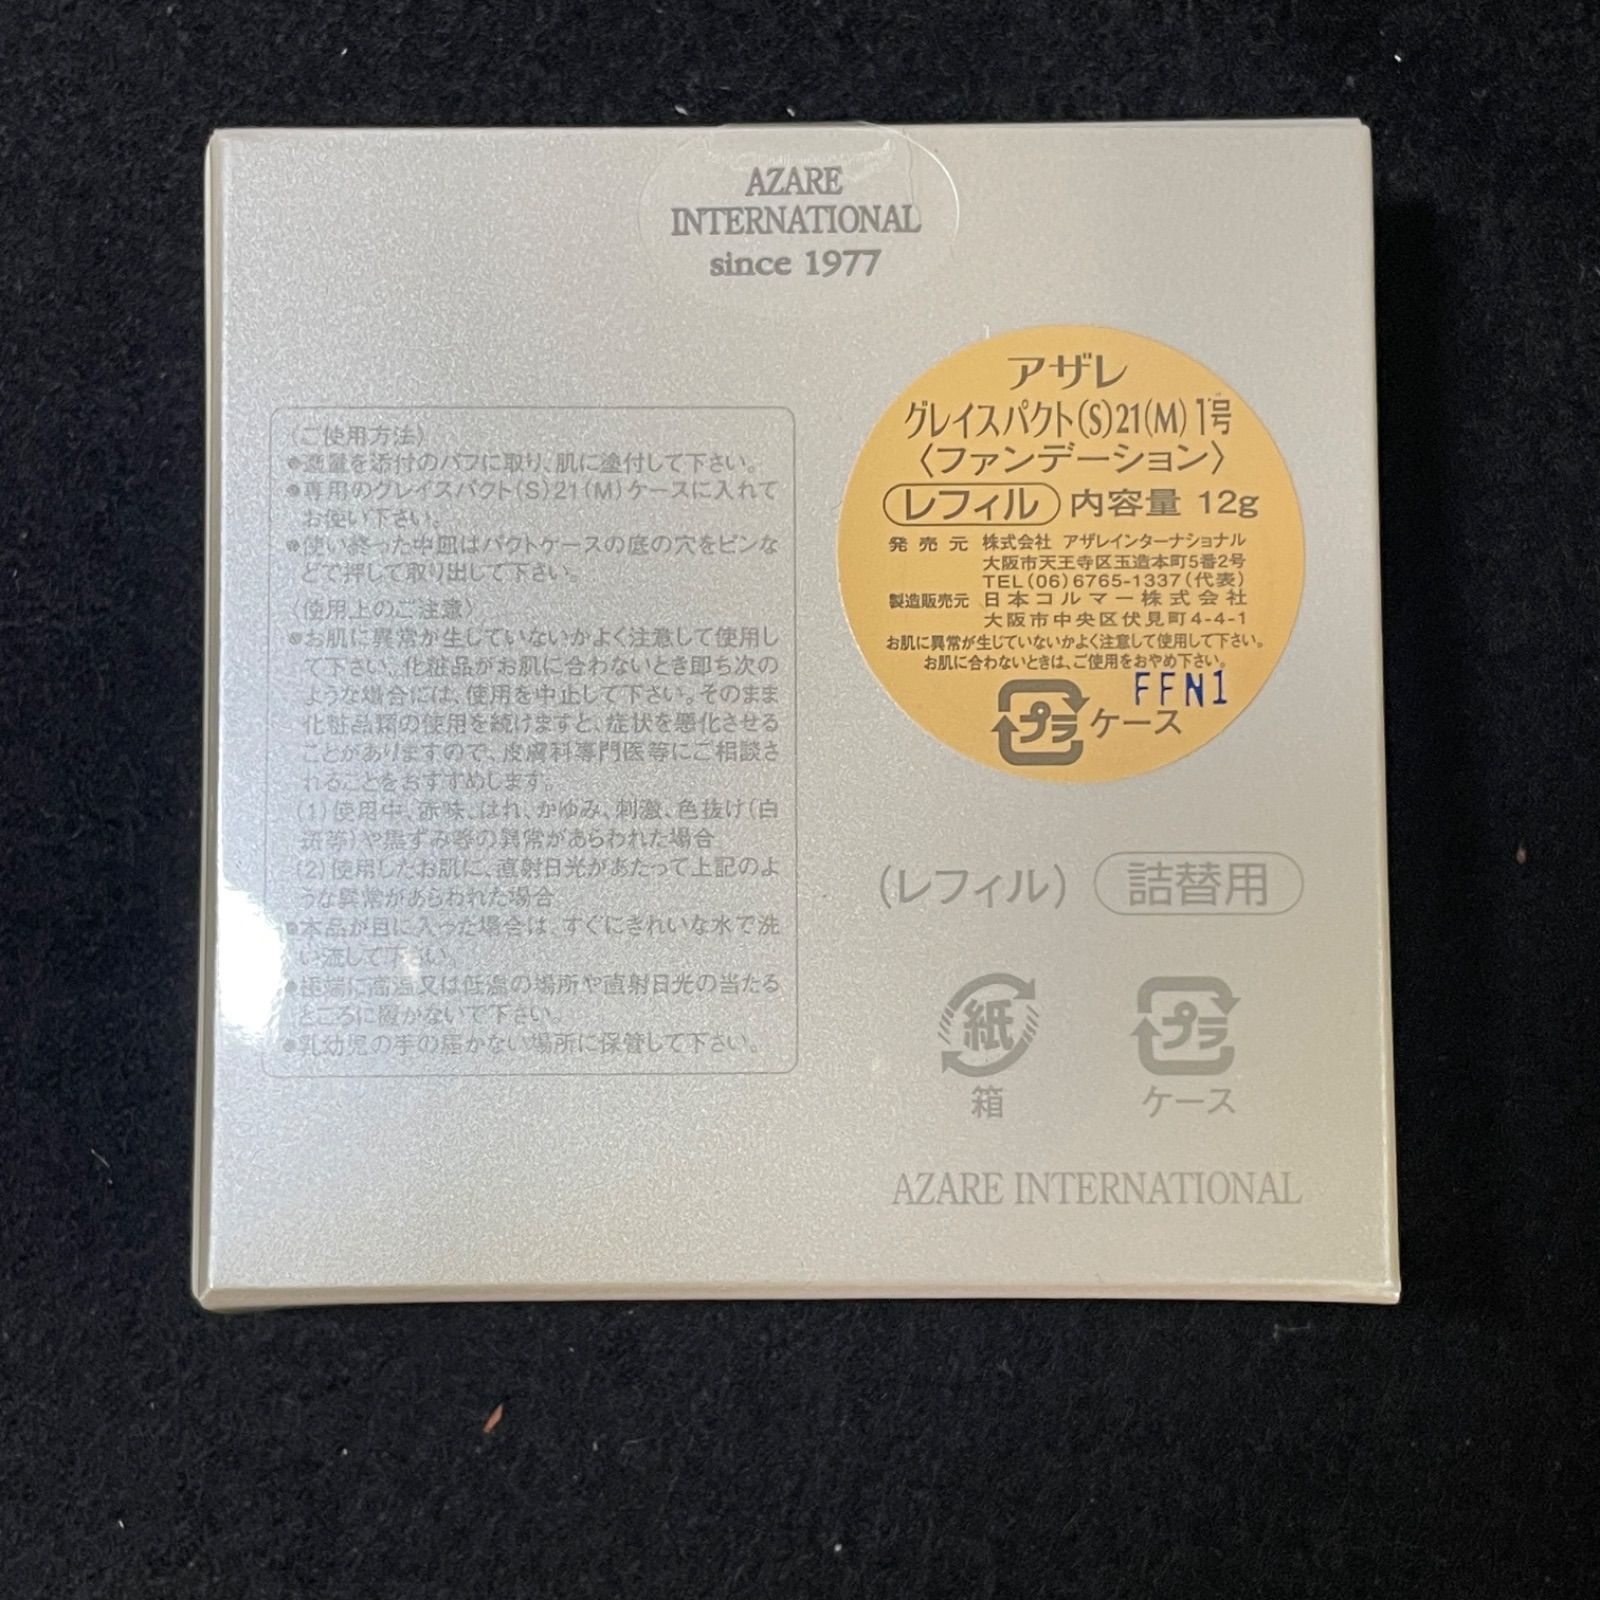 AZARE
INTERNATIONAL
since 1977
〈ご使用方法〉
●適量を添付のパフに取り、肌に塗付して下さい。
●専用のグレイスパクト(S)21(M)ケースに入れて
お使い下さい。
●使い終った中皿はパクトケースの底の穴をピンな
どで押して取り出して下さい。
〈使用上のご注意〉
●お肌に異常が生じていないかよく注意して使用し
て下さい。化粧品がお肌に合わないとき即ち次の
ような場合には、使用を中止して下さい。そのまま
化粧品類の使用を続けますと、症状を悪化させる
ことがありますので、皮膚科専門医等にご相談さ
れることをおすすめします。
(1)使用中、赤味、はれ、かゆみ、刺激、色抜け(白
斑等)や黒ずみ等の異常があらわれた場合
(2)使用したお肌に、直射日光があたって上記のよ
うな異常があらわれた場合
●本品が目に入った場合は、すぐにきれいな水で洗
い流して下さい。
●極端に高温又は低温の場所や直射日光の当たる
ところに置かないで下さい。
●乳幼児の手の届かない場所に保管して下さい。
アザレ
グレイスパクト(S)21(M) 1号
〈ファンデーション〉
レフィル 内容量 12g
発売元 株式会社 アザレインターナショナル
大阪市天王寺区玉造本町5番2号
TEL(06)6765-1337(代表)
製造販売元 日本コルマー株式会社
大阪市中央区伏見町4-4-1
お肌に異常が生じていないかよく注意して使用して下さい。
お肌に合わないときは、ご使用をおやめ下さい。
FFN1
プラ ケース
(レフィル) 詰替用
紙 プラ
箱 ケース
AZARE INTERNATIONAL